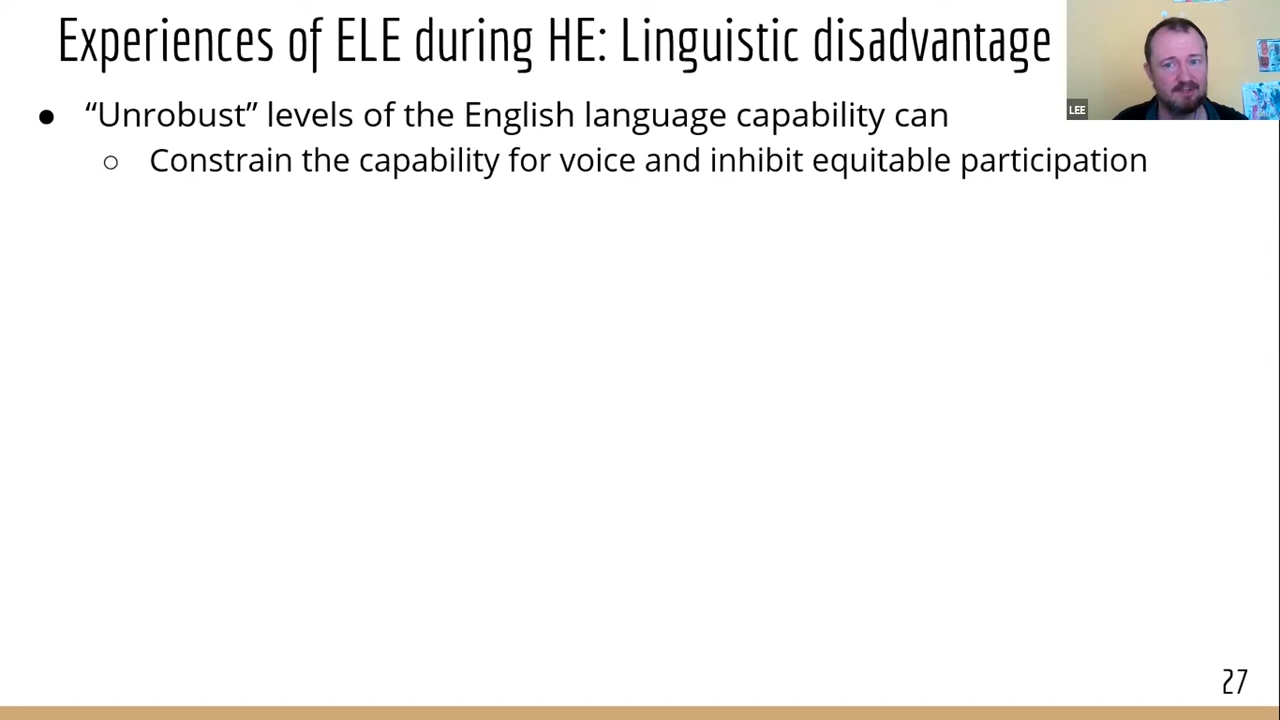 Experiences of ELE during HE: Linguistic disadvantage
LEE
● “Unrobust” levels of the English language capability can
○ Constrain the capability for voice and inhibit equitable participation
27